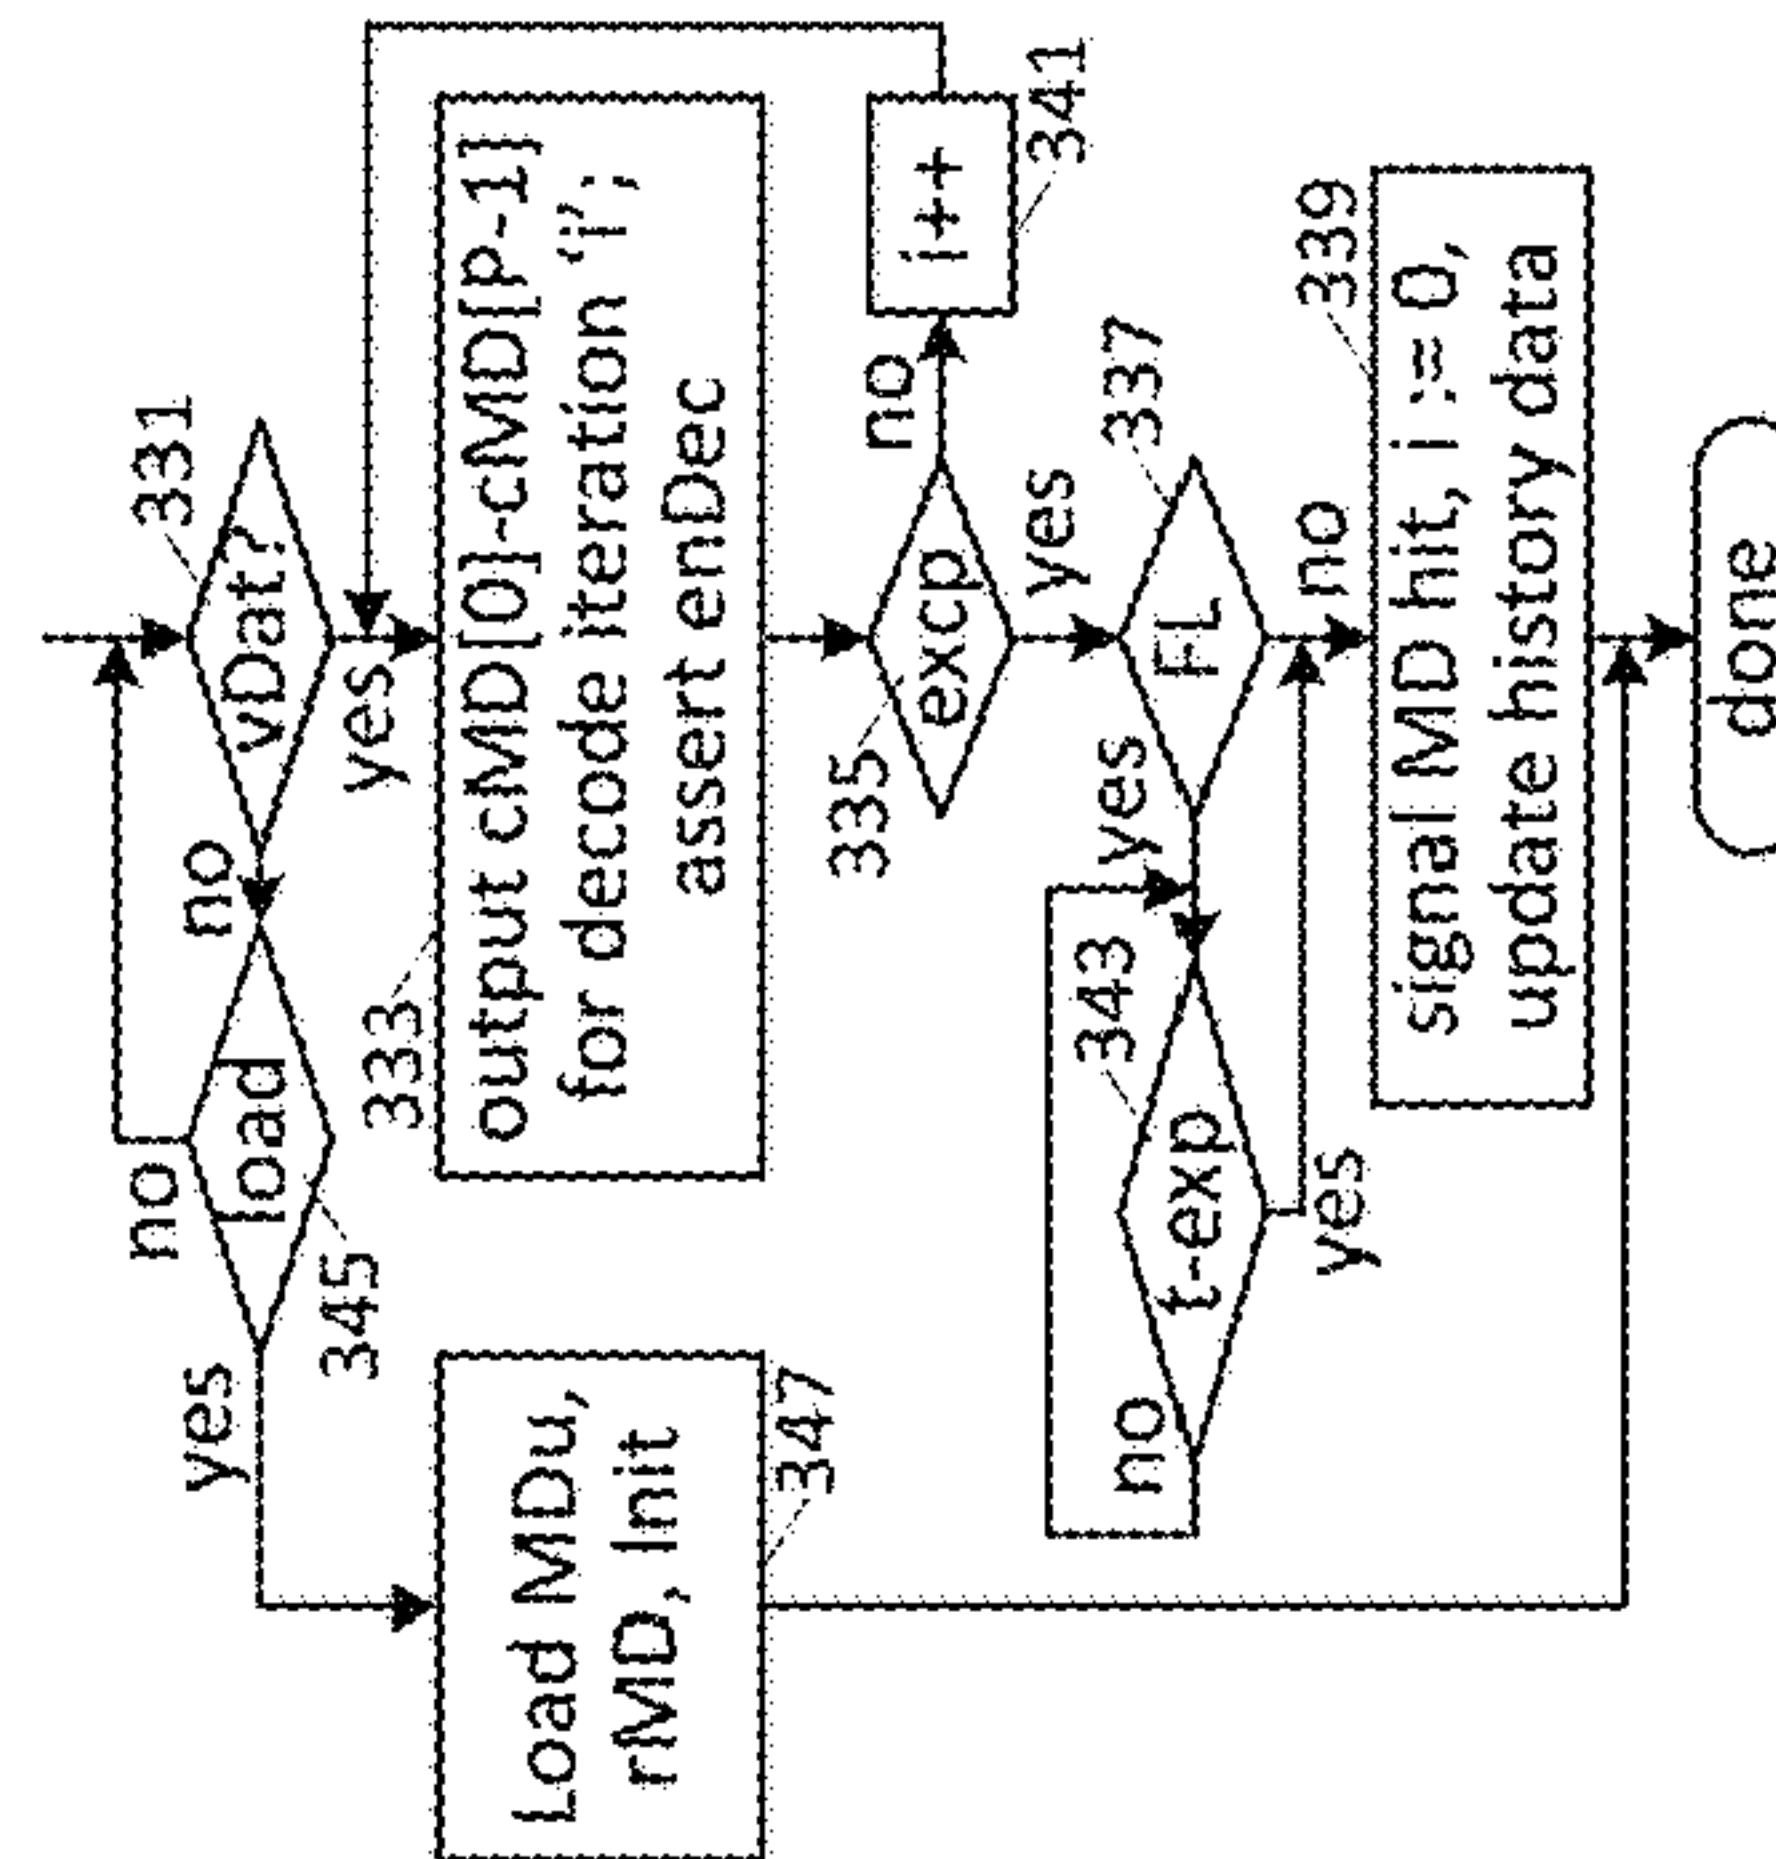 331
vDat?
no
load
no
yes
345
yes
333
output cMD[0]-cMD[P-1]
for decode iteration ‘i’;
assert enDec
Load MDu,
rMD, Init
347
335
excp
no
i++
341
yes
337
FL
yes
343
t-exp
no
yes
no
339
signal MD hit, i := 0,
update history data
done